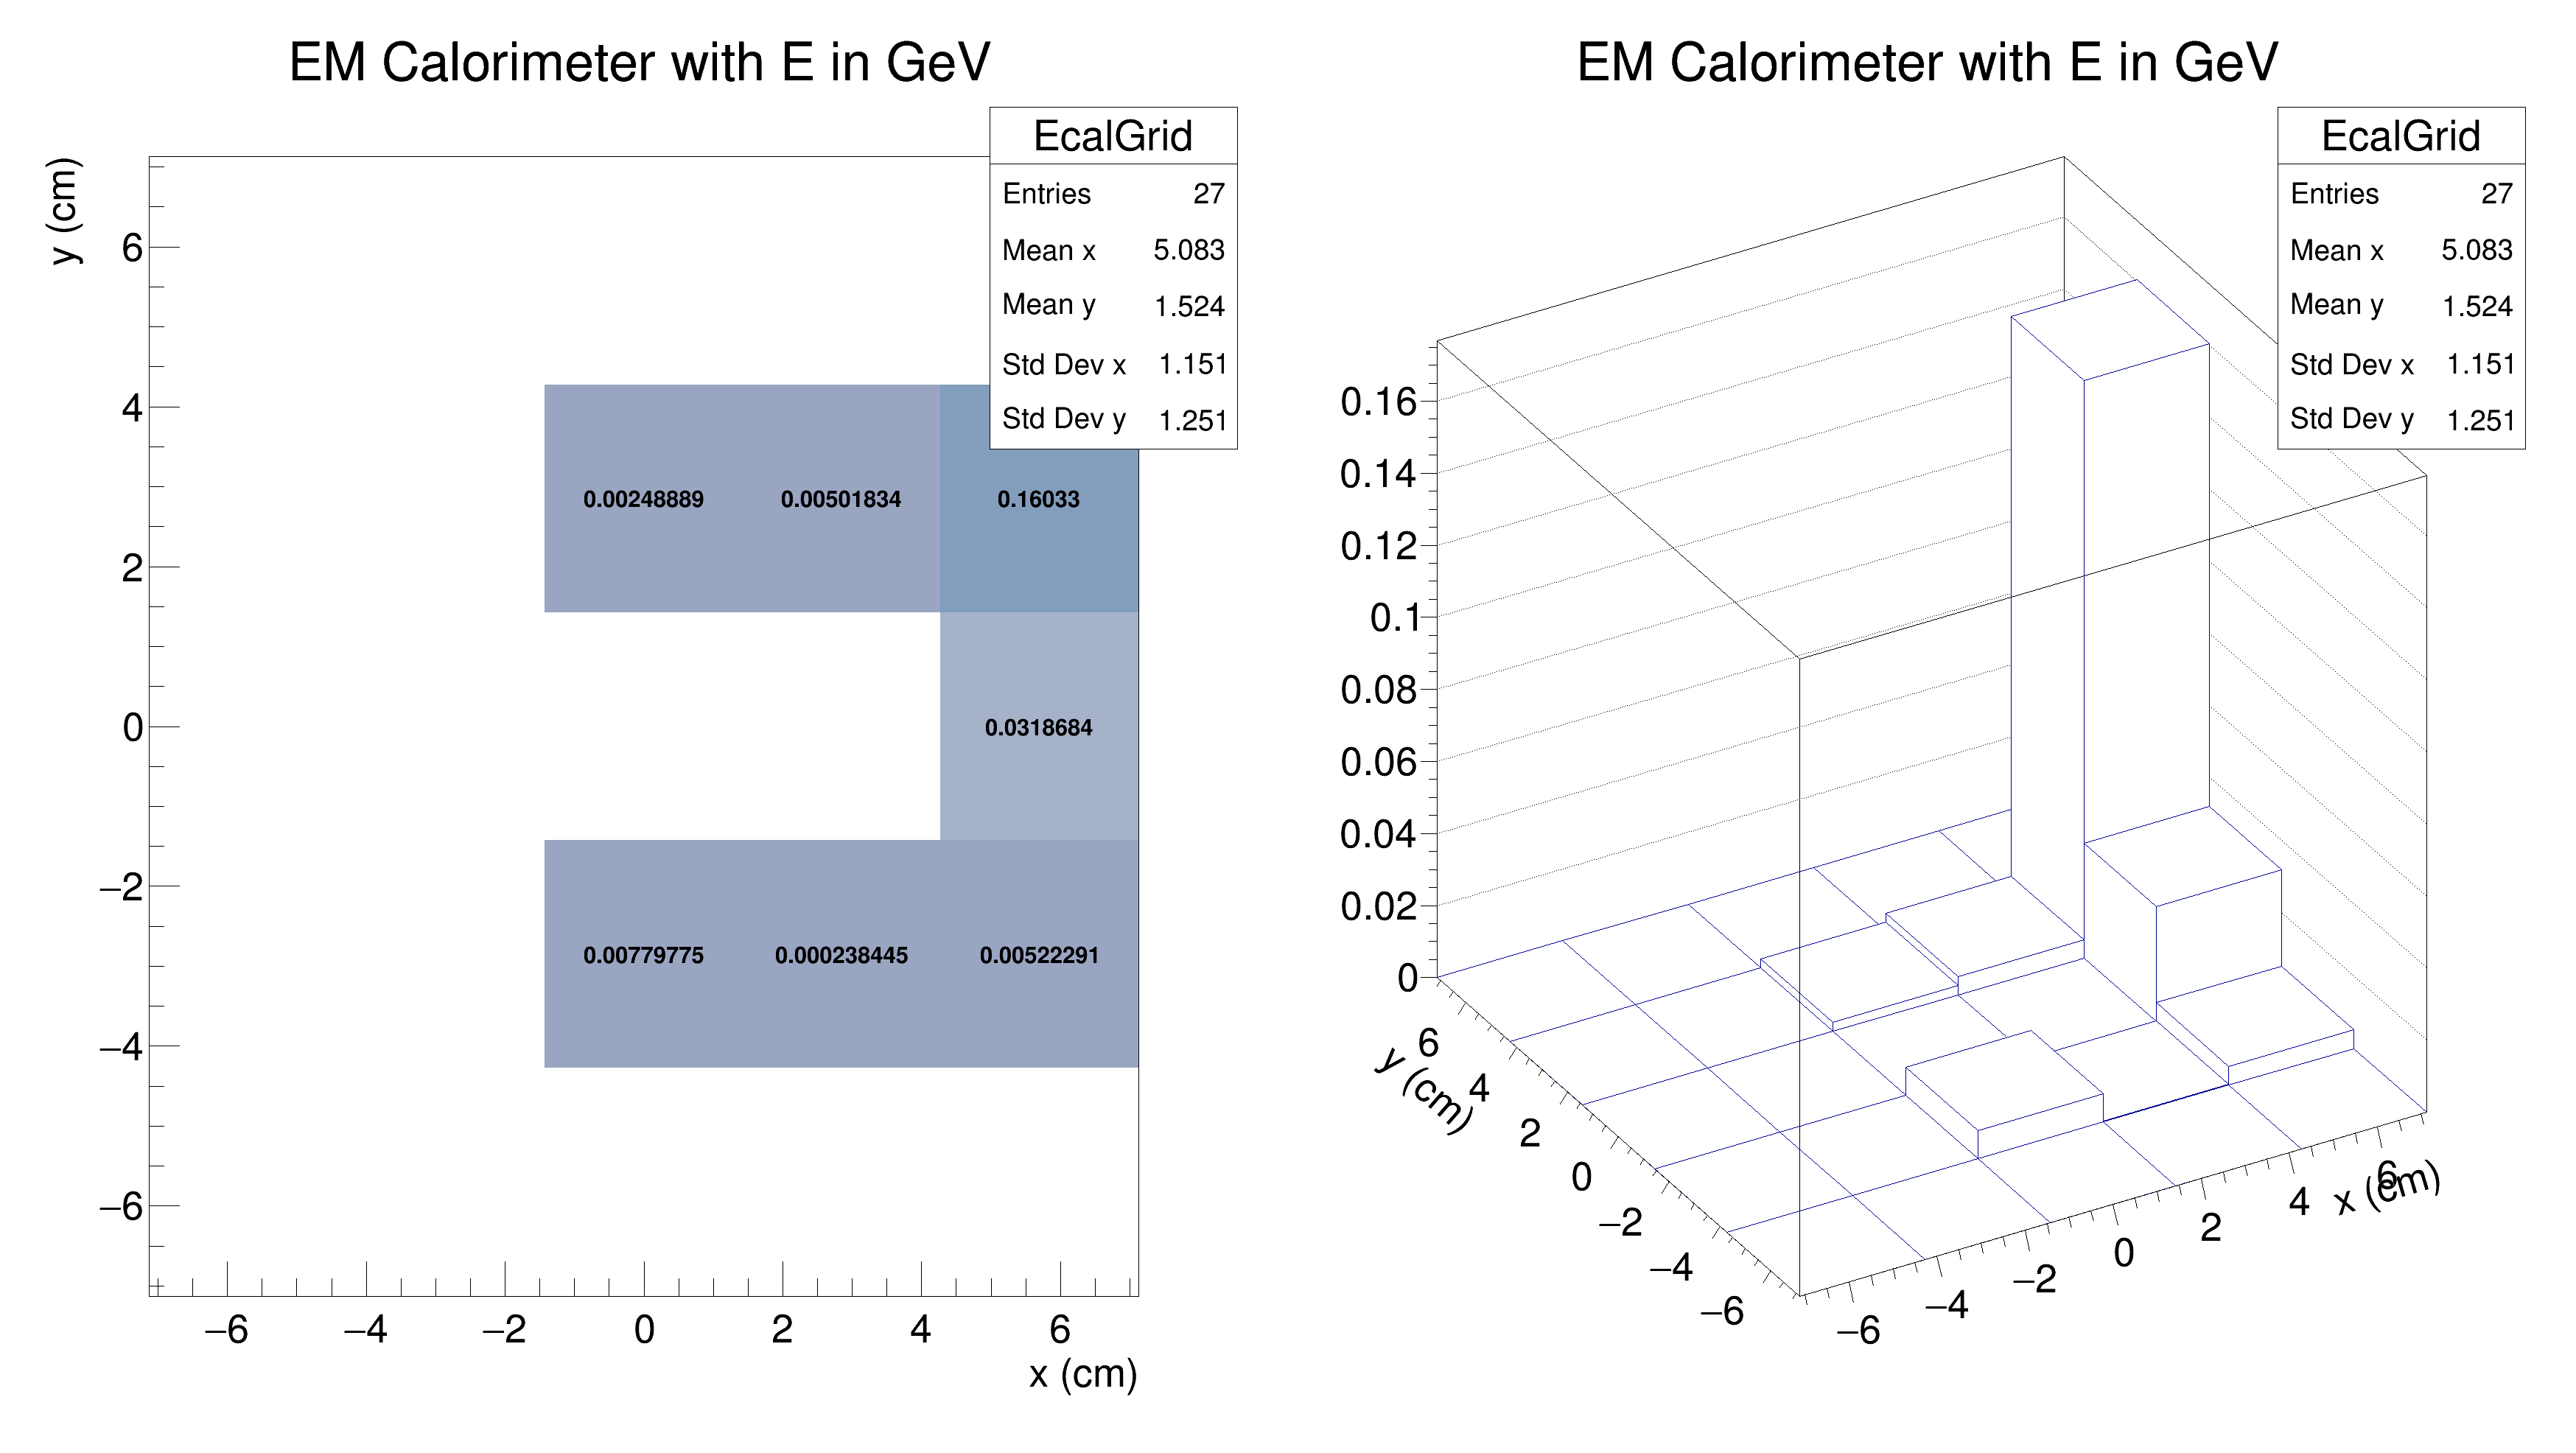 EM Calorimeter with E in GeV
EcalGrid
Entries 27
Mean x 5.083
Mean y 1.524
Std Dev x 1.151
Std Dev y 1.251
y (cm)
6
4
2
0
−2
−4
−6
0.00248889 0.00501834 0.16033
0.0318684
0.00779775 0.000238445 0.00522291
−6 −4 −2 0 2 4 6
x (cm)
EM Calorimeter with E in GeV
EcalGrid
Entries 27
Mean x 5.083
Mean y 1.524
Std Dev x 1.151
Std Dev y 1.251
0.16
0.14
0.12
0.1
0.08
0.06
0.04
0.02
0
6
4
2
0
−2
−4
−6
y (cm)
−6 −4 −2 0 2 4 6
x (cm)